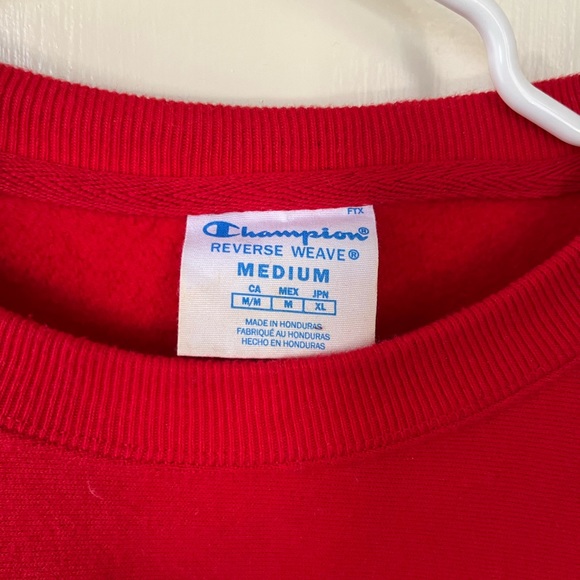 FTX
Champion®
REVERSE WEAVE®
MEDIUM
CA MEX JPN
M/M M XL
MADE IN HONDURAS
FABRIQUÉ AU HONDURAS
HECHO EN HONDURAS